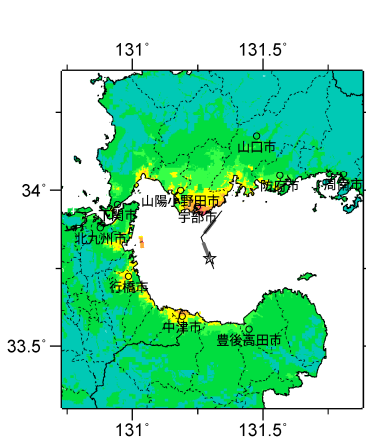 131° 131.5°
山口市
34°
防府市 周南市
山陽小野田市
宇部市
下関市
北九州市
行橋市
中津市
豊後高田市
33.5°
131° 131.5°